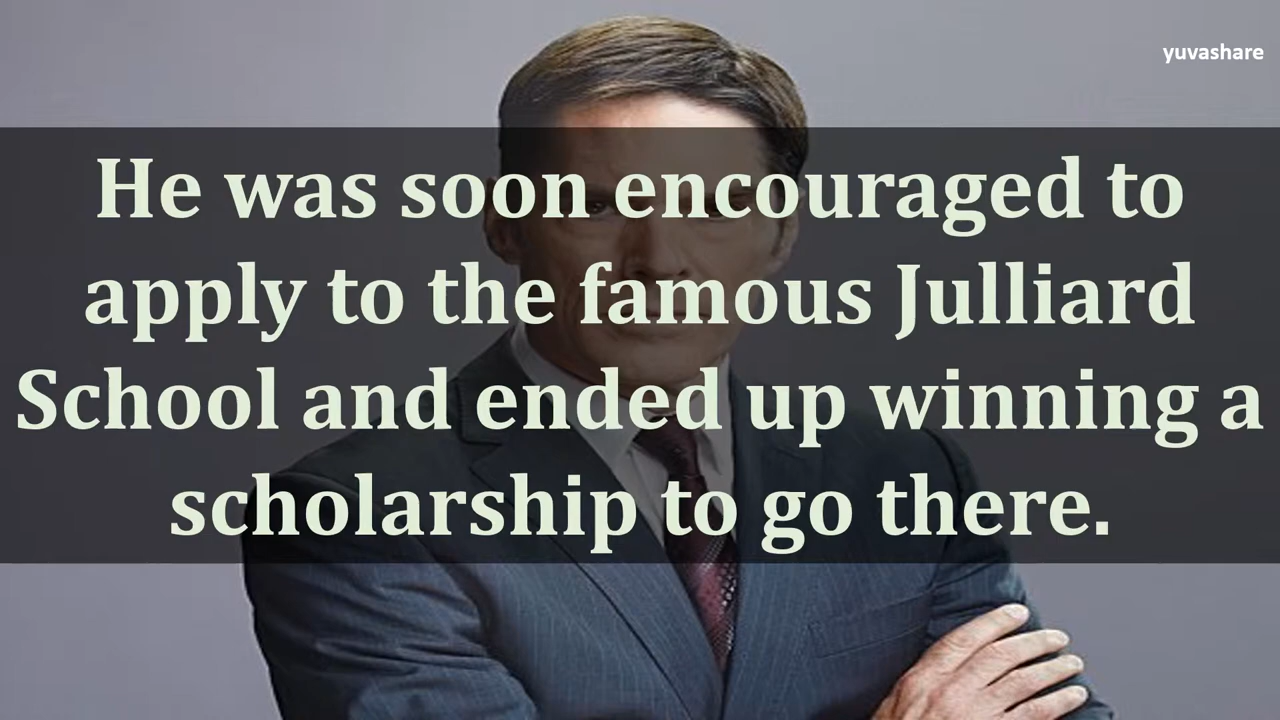 yuvashare
He was soon encouraged to
apply to the famous Julliard
School and ended up winning a
scholarship to go there.